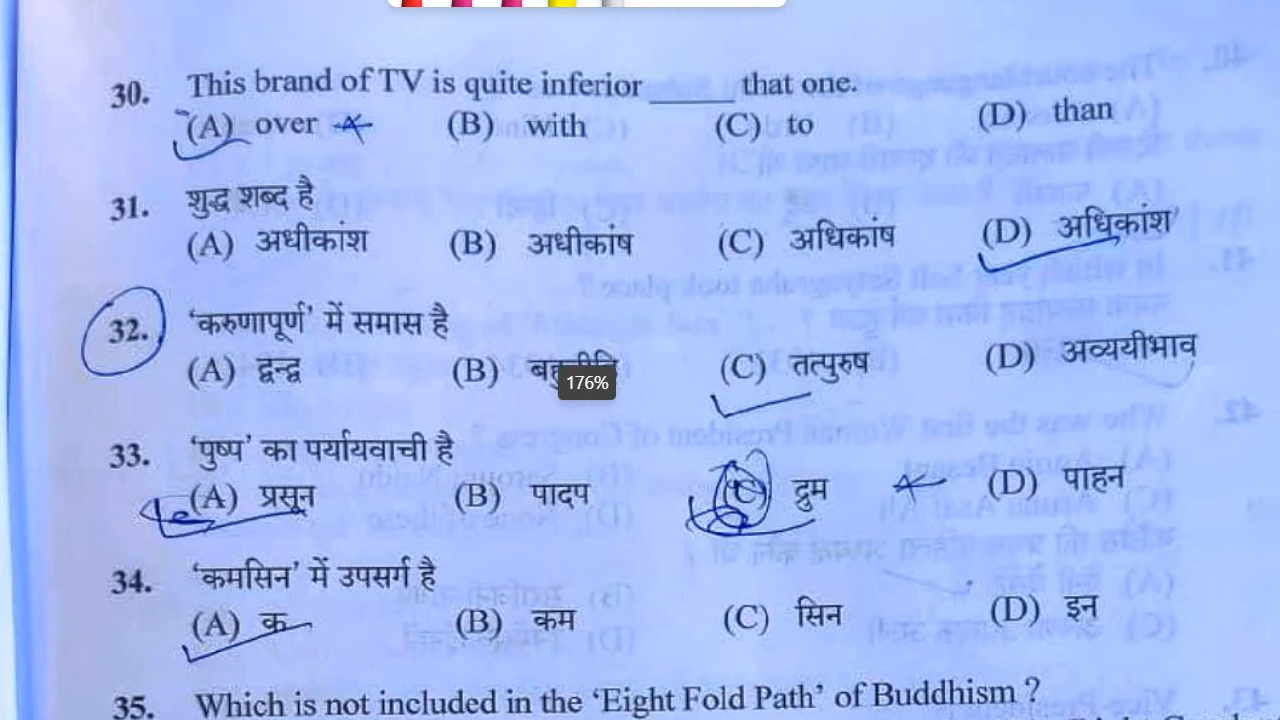 30. This brand of TV is quite inferior ______ that one.
(A) over (B) with (C) to (D) than
31. शुद्ध शब्द है
(A) अधीकांश (B) अधीकांष (C) अधिकांष (D) अधिकांश
32. 'करुणापूर्ण' में समास है
(A) द्वन्द्व (B) (C) तत्पुरुष (D) अव्ययीभाव
176%
33. 'पुष्प' का पर्यायवाची है
(A) प्रसून (B) पादप (C) द्रुम (D) पाहन
34. 'कमसिन' में उपसर्ग है
(A) क (B) कम (C) सिन (D) इन
35. Which is not included in the 'Eight Fold Path' of Buddhism ?